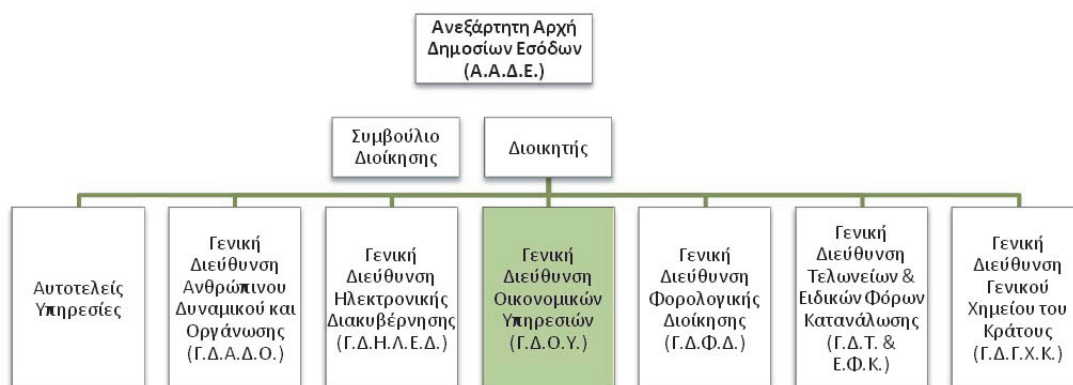 Ανεξάρτητη Αρχή
Δημοσίων Εσόδων
(Α.Α.Δ.Ε.)
Συμβούλιο
Διοίκησης
Διοικητής
Αυτοτελείς
Υπηρεσίες
Γενική
Διεύθυνση
Ανθρώπινου
Δυναμικού και
Οργάνωσης
(Γ.Δ.Α.Δ.Ο.)
Γενική
Διεύθυνση
Ηλεκτρονικής
Διακυβέρνησης
(Γ.Δ.Η.Λ.Ε.Δ.)
Γενική
Διεύθυνση
Οικονομικών
Υπηρεσιών
(Γ.Δ.Ο.Υ.)
Γενική
Διεύθυνση
Φορολογικής
Διοίκησης
(Γ.Δ.Φ.Δ.)
Γενική
Διεύθυνση
Τελωνείων &
Ειδικών Φόρων
Κατανάλωσης
(Γ.Δ.Τ. &
Ε.Φ.Κ.)
Γενική
Διεύθυνση
Γενικού
Χημείου του
Κράτους
(Γ.Δ.Γ.Χ.Κ.)